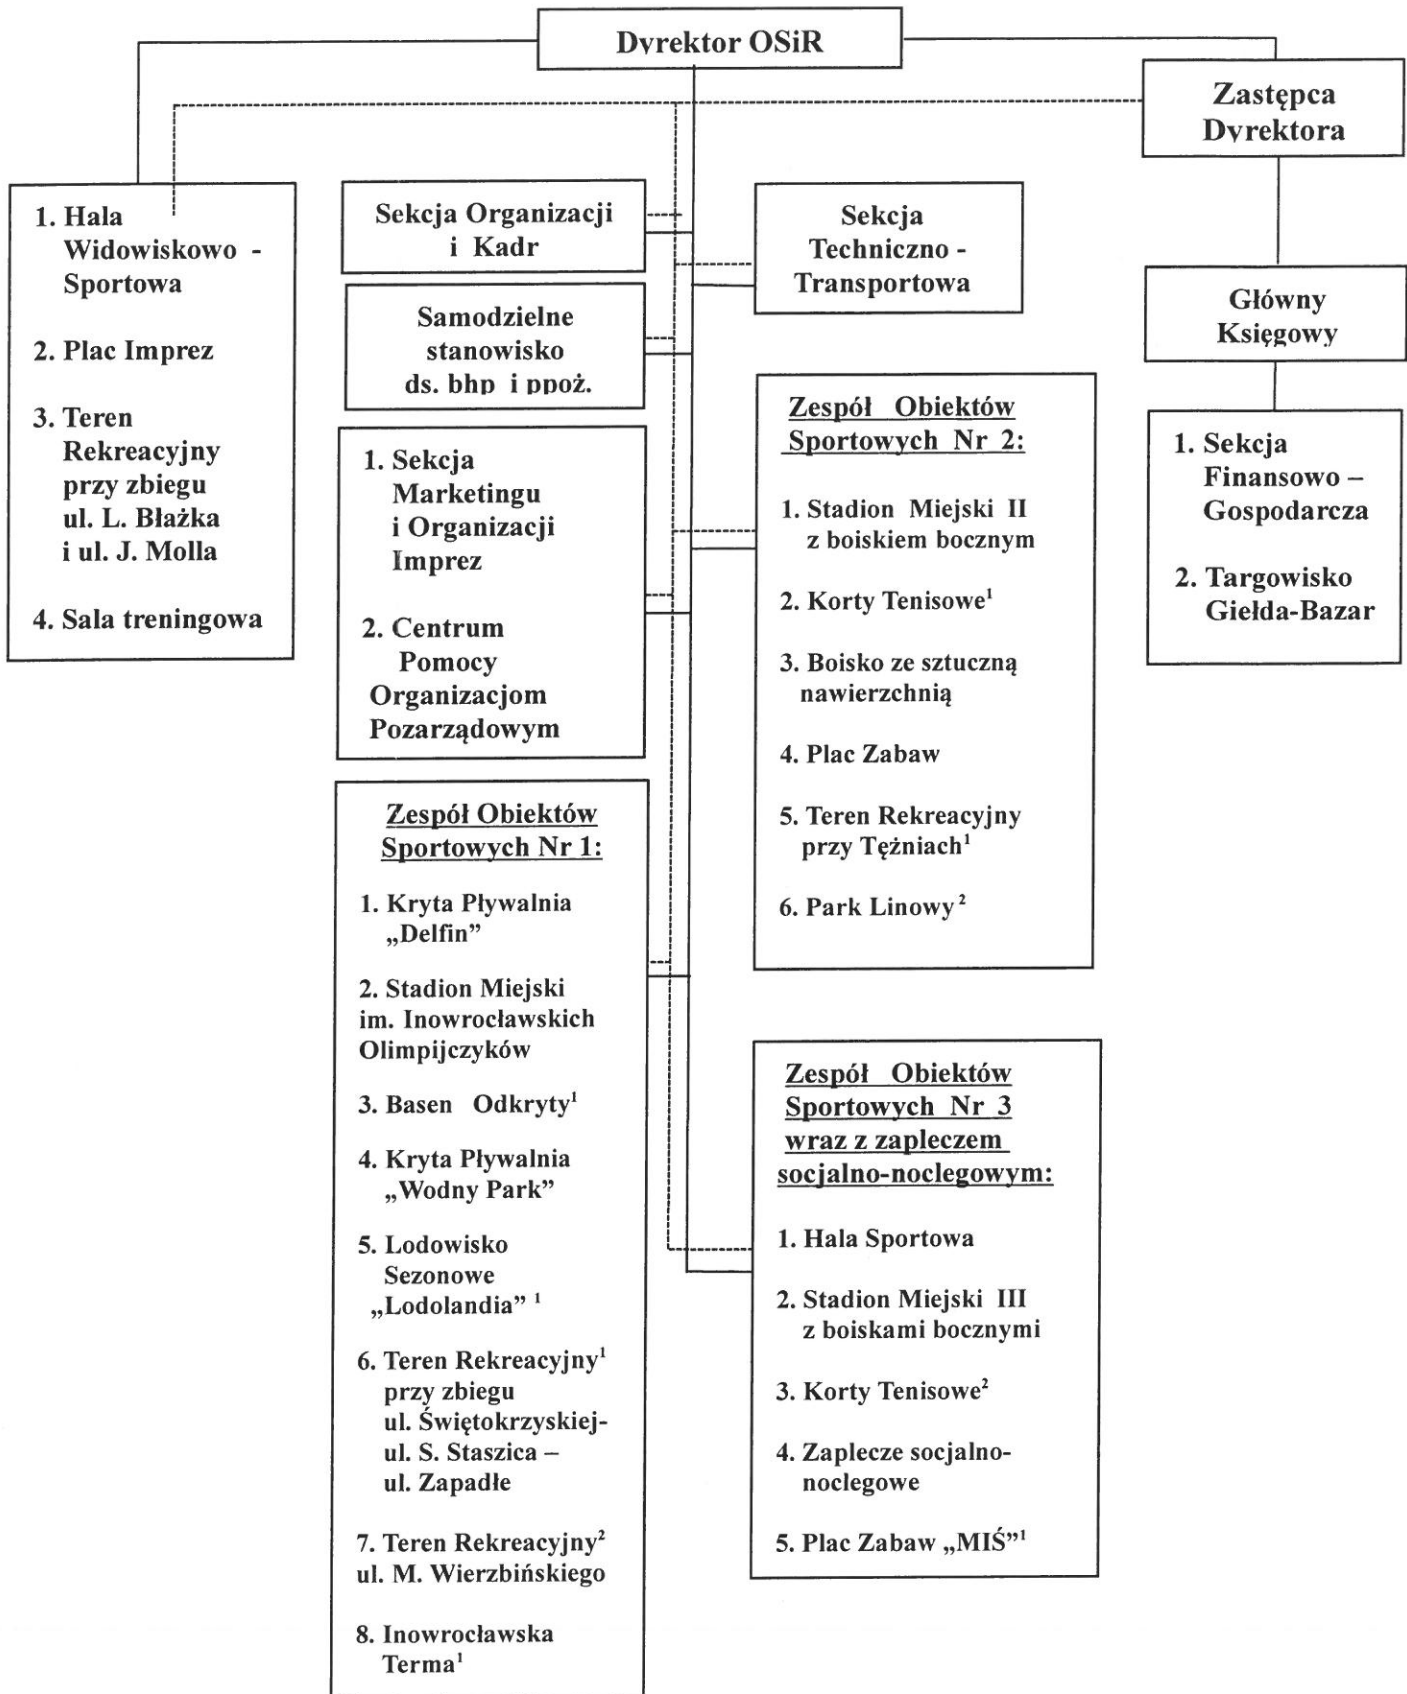 Dyrektor OSiR
Zastępca
Dyrektora
1. Hala
Widowiskowo -
Sportowa
2. Plac Imprez
3. Teren
Rekreacyjny
przy zbiegu
ul. L. Błażka
i ul. J. Molla
4. Sala treningowa
Sekcja Organizacji
i Kadr
Samodzielne
stanowisko
ds. bhp i ppoż.
1. Sekcja
Marketingu
i Organizacji
Imprez
2. Centrum
Pomocy
Organizacjom
Pozarządowym
Zespół Obiektów
Sportowych Nr 1:
1. Kryta Pływalnia
„Delfin”
2. Stadion Miejski
im. Inowrocławskich
Olimpijczyków
3. Basen Odkryty¹
4. Kryta Pływalnia
„Wodny Park”
5. Lodowisko
Sezonowe
„Lodolandia” ¹
6. Teren Rekreacyjny¹
przy zbiegu
ul. Świętokrzyskiej-
ul. S. Staszica –
ul. Zapadłe
7. Teren Rekreacyjny²
ul. M. Wierzbińskiego
8. Inowrocławska
Terma¹
Sekcja
Techniczno -
Transportowa
Zespół Obiektów
Sportowych Nr 2:
1. Stadion Miejski II
z boiskiem bocznym
2. Korty Tenisowe¹
3. Boisko ze sztuczną
nawierzchnią
4. Plac Zabaw
5. Teren Rekreacyjny
przy Tężniach¹
6. Park Linowy ²
Zespół Obiektów
Sportowych Nr 3
wraz z zapleczem
socjalno-noclegowym:
1. Hala Sportowa
2. Stadion Miejski III
z boiskami bocznymi
3. Korty Tenisowe²
4. Zaplecze socjalno-
noclegowe
5. Plac Zabaw „MIŚ”¹
Główny
Księgowy
1. Sekcja
Finansowo –
Gospodarcza
2. Targowisko
Giełda-Bazar